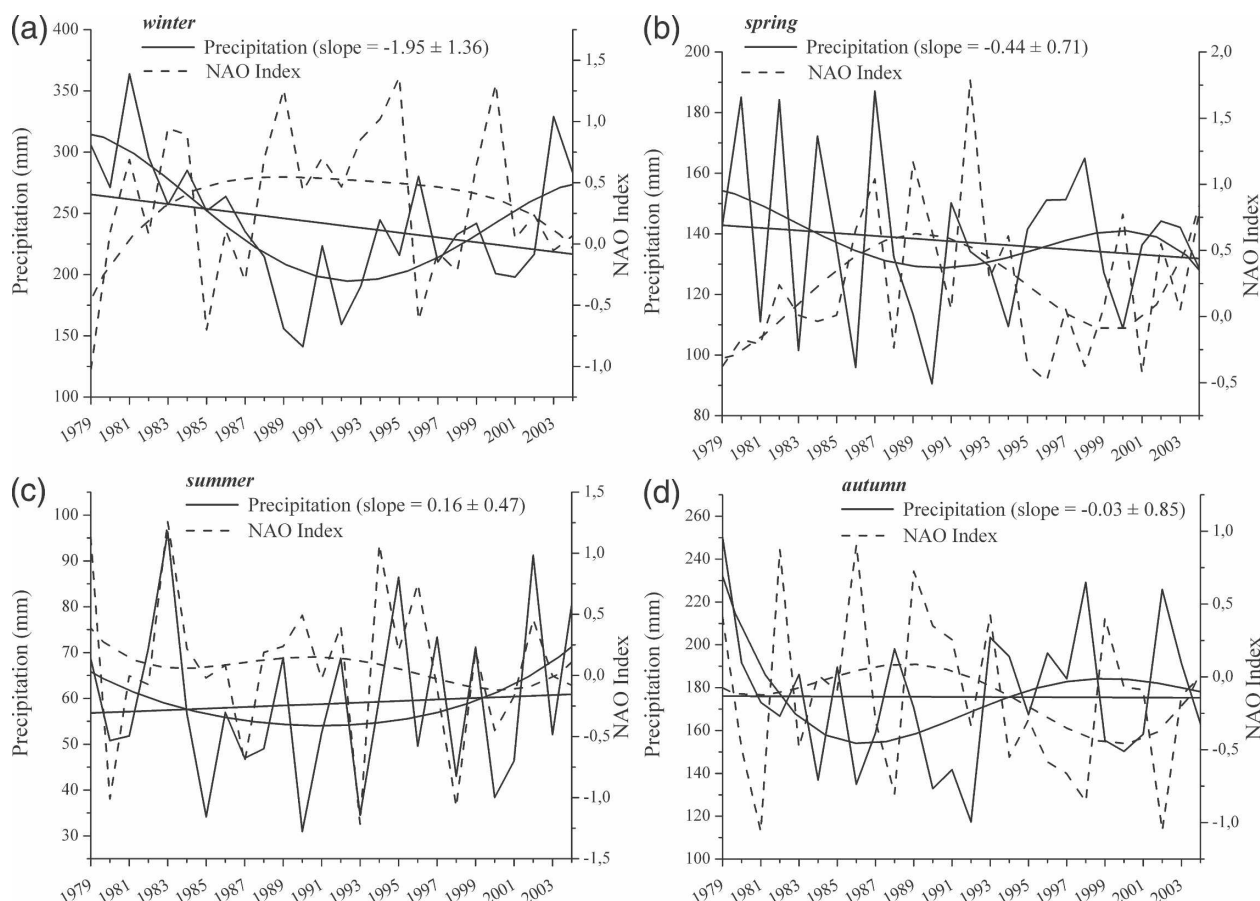 (a)
winter
Precipitation (slope = -1.95 ± 1.36)
NAO Index
Precipitation (mm)
400
350
300
250
200
150
100
1,5
1,0
0,5
0,0
-0,5
-1,0
NAO Index
1979 1981 1983 1985 1987 1989 1991 1993 1995 1997 1999 2001 2003
(b)
spring
Precipitation (slope = -0.44 ± 0.71)
NAO Index
Precipitation (mm)
200
180
160
140
120
100
80
2,0
1,5
1,0
0,5
0,0
-0,5
NAO Index
1979 1981 1983 1985 1987 1989 1991 1993 1995 1997 1999 2001 2003
(c)
summer
Precipitation (slope = 0.16 ± 0.47)
NAO Index
Precipitation (mm)
100
90
80
70
60
50
40
30
1,5
1,0
0,5
0,0
-0,5
-1,0
-1,5
NAO Index
1979 1981 1983 1985 1987 1989 1991 1993 1995 1997 1999 2001 2003
(d)
autumn
Precipitation (slope = -0.03 ± 0.85)
NAO Index
Precipitation (mm)
260
240
220
200
180
160
140
120
100
1,0
0,5
0,0
-0,5
-1,0
NAO Index
1979 1981 1983 1985 1987 1989 1991 1993 1995 1997 1999 2001 2003